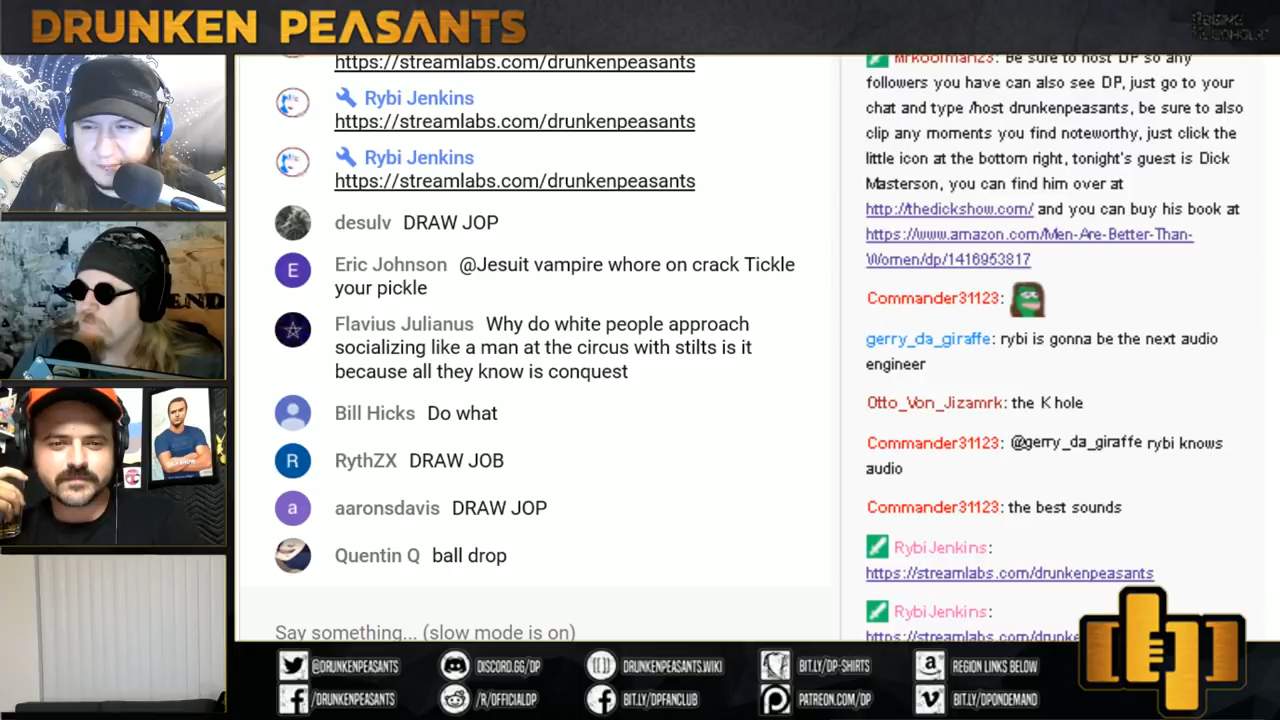 DRUNKEN PEASANTS
https://streamlabs.com/drunkenpeasants
Rybi Jenkins
https://streamlabs.com/drunkenpeasants
Rybi Jenkins
https://streamlabs.com/drunkenpeasants
desulv DRAW JOP
E Eric Johnson @Jesuit vampire whore on crack Tickle
your pickle
Flavius Julianus Why do white people approach
socializing like a man at the circus with stilts is it
because all they know is conquest
Bill Hicks Do what
R RythZX DRAW JOB
a aaronsdavis DRAW JOP
Quentin Q ball drop
Say something... (slow mode is on)
Mrkoolman23: Be sure to host DP so any
followers you have can also see DP, just go to your
chat and type /host drunkenpeasants, be sure to also
clip any moments you find noteworthy, just click the
little icon at the bottom right, tonight's guest is Dick
Masterson, you can find him over at
http://thedickshow.com/ and you can buy his book at
https://www.amazon.com/Men-Are-Better-Than-
Women/dp/1416953817
Commander31123:
gerry_da_giraffe: rybi is gonna be the next audio
engineer
Otto_Von_Jizamrk: the K hole
Commander31123: @gerry_da_giraffe rybi knows
audio
Commander31123: the best sounds
RybiJenkins:
https://streamlabs.com/drunkenpeasants
RybiJenkins:
https://streamlabs.com/drunke
@DRUNKENPEASANTS DISCORD.GG/DP DRUNKENPEASANTS.WIKI BIT.LY/DP-SHIRTS REGION LINKS BELOW
/DRUNKENPEASANTS /R/OFFICIALDP BIT.LY/DPFANCLUB PATREON.COM/DP BIT.LY/DPONDEMAND